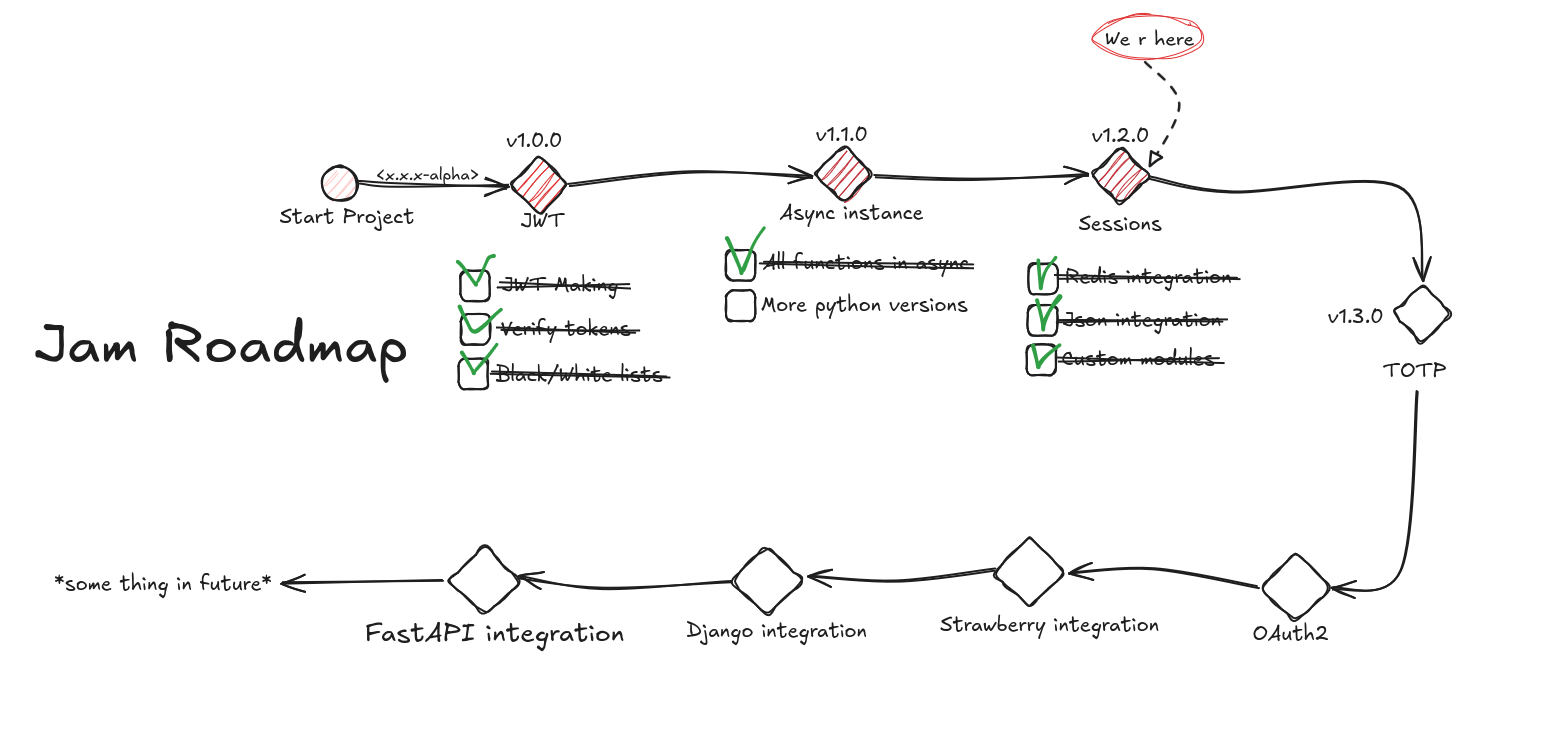 We r here
v1.0.0
v1.1.0
v1.2.0
<x.x.x-alpha>
Start Project
JWT
Async instance
Sessions
JWT Making
Verify tokens
Black/White lists
All functions in async
More python versions
Redis integration
Json integration
Custom modules
v1.3.0
TOTP
Jam Roadmap
*some thing in future*
FastAPI integration
Django integration
Strawberry integration
OAuth2